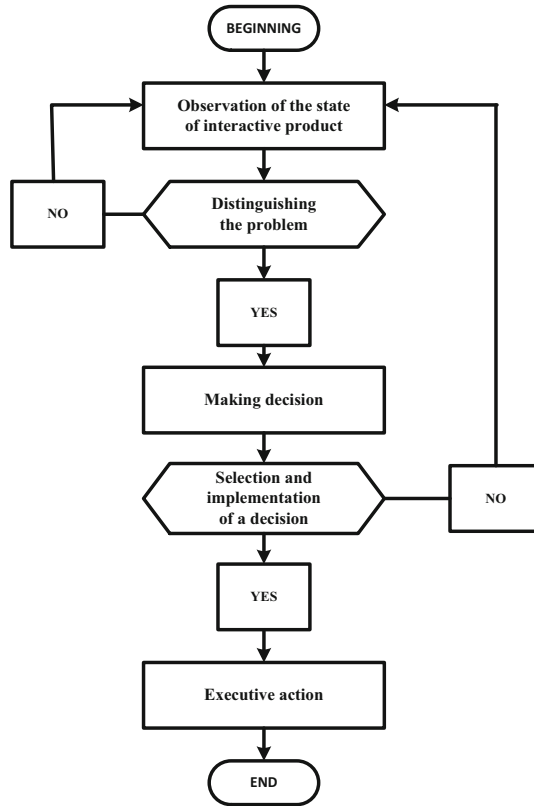 BEGINNING
Observation of the state
of interactive product
NO
Distinguishing
the problem
YES
Making decision
Selection and
implementation
of a decision
NO
YES
Executive action
END